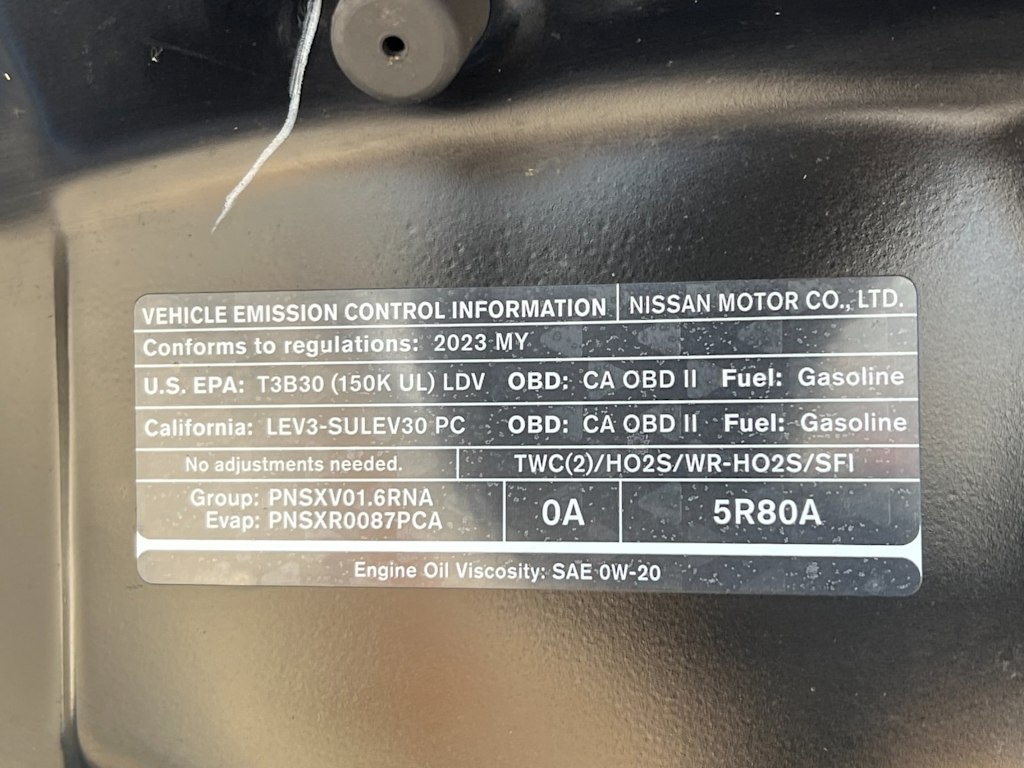 VEHICLE EMISSION CONTROL INFORMATION NISSAN MOTOR CO., LTD.
Conforms to regulations: 2023 MY
U.S. EPA: T3B30 (150K UL) LDV OBD: CA OBD II Fuel: Gasoline
California: LEV3-SULEV30 PC OBD: CA OBD II Fuel: Gasoline
No adjustments needed. TWC(2)/HO2S/WR-HO2S/SFI
Group: PNSXV01.6RNA
Evap: PNSXR0087PCA
0A
5R80A
Engine Oil Viscosity: SAE 0W-20